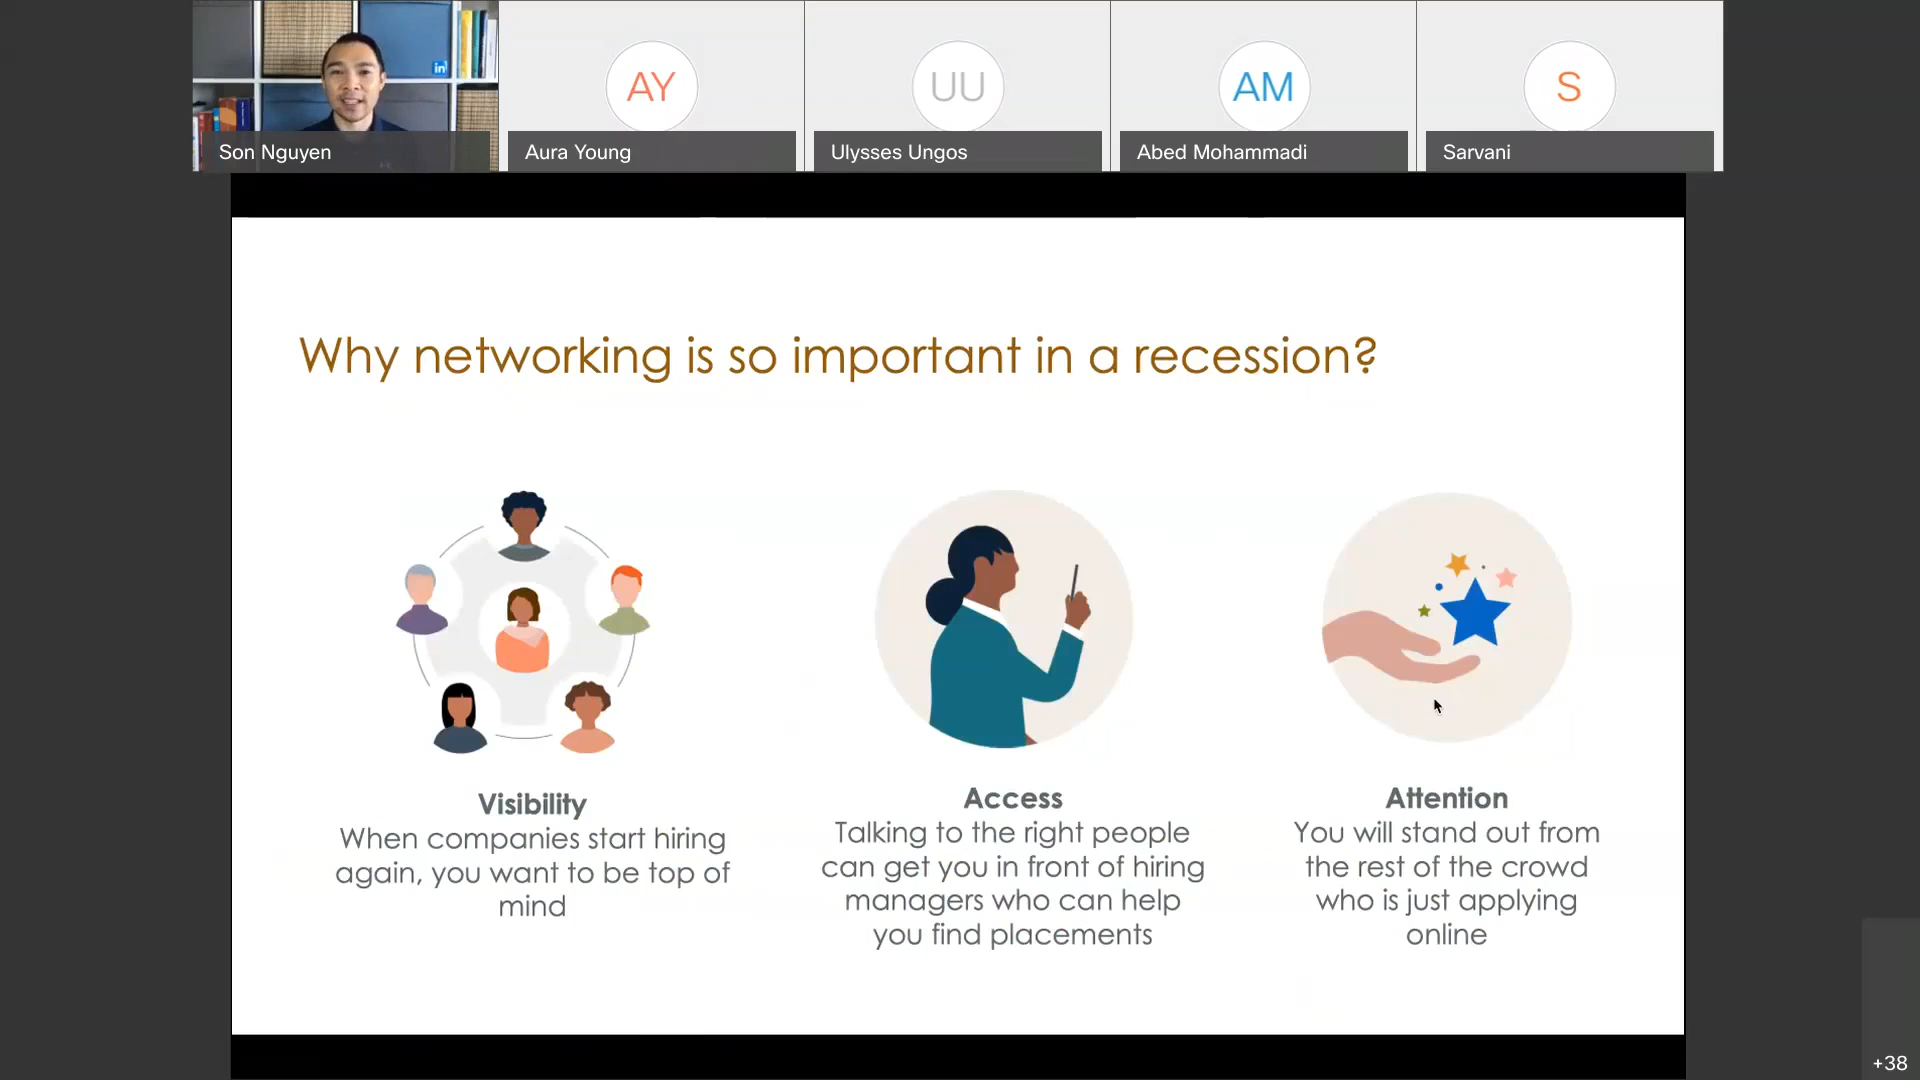 in
AY
UU
AM
S
Son Nguyen
Aura Young
Ulysses Ungos
Abed Mohammadi
Sarvani
Why networking is so important in a recession?
Visibility
When companies start hiring
again, you want to be top of
mind
Access
Talking to the right people
can get you in front of hiring
managers who can help
you find placements
Attention
You will stand out from
the rest of the crowd
who is just applying
online
+38